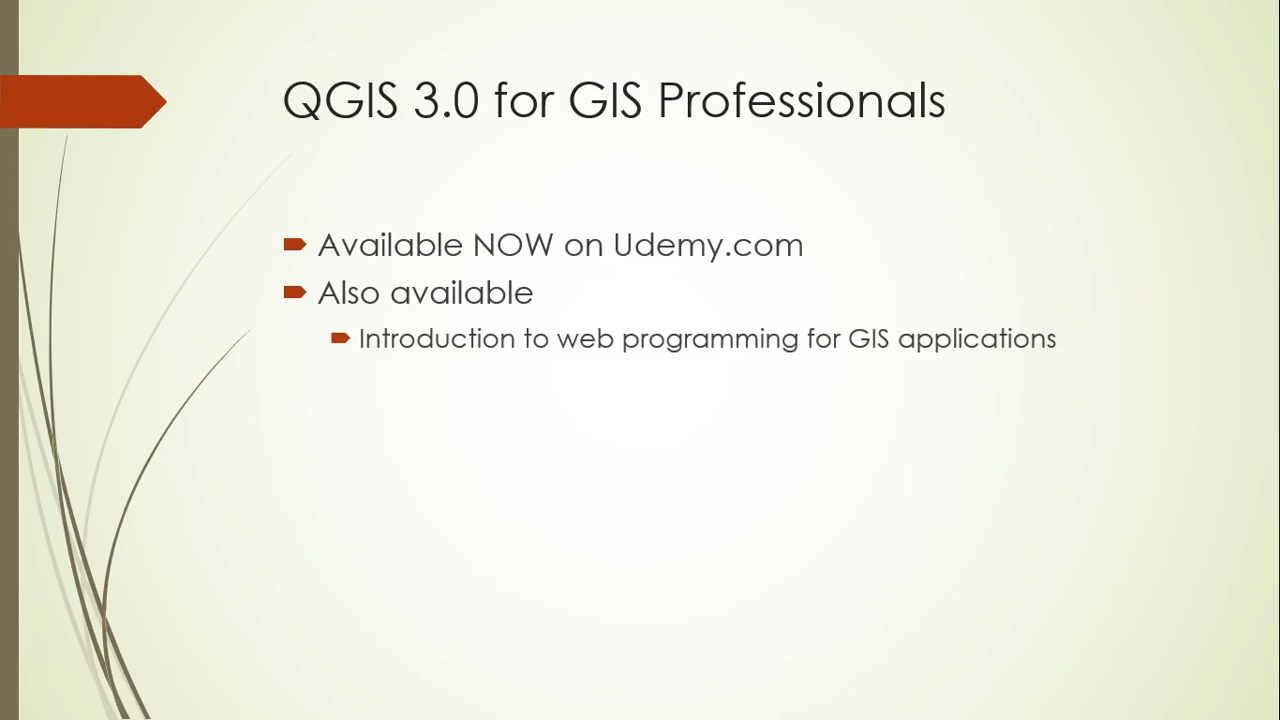 QGIS 3.0 for GIS Professionals
Available NOW on Udemy.com
Also available
Introduction to web programming for GIS applications